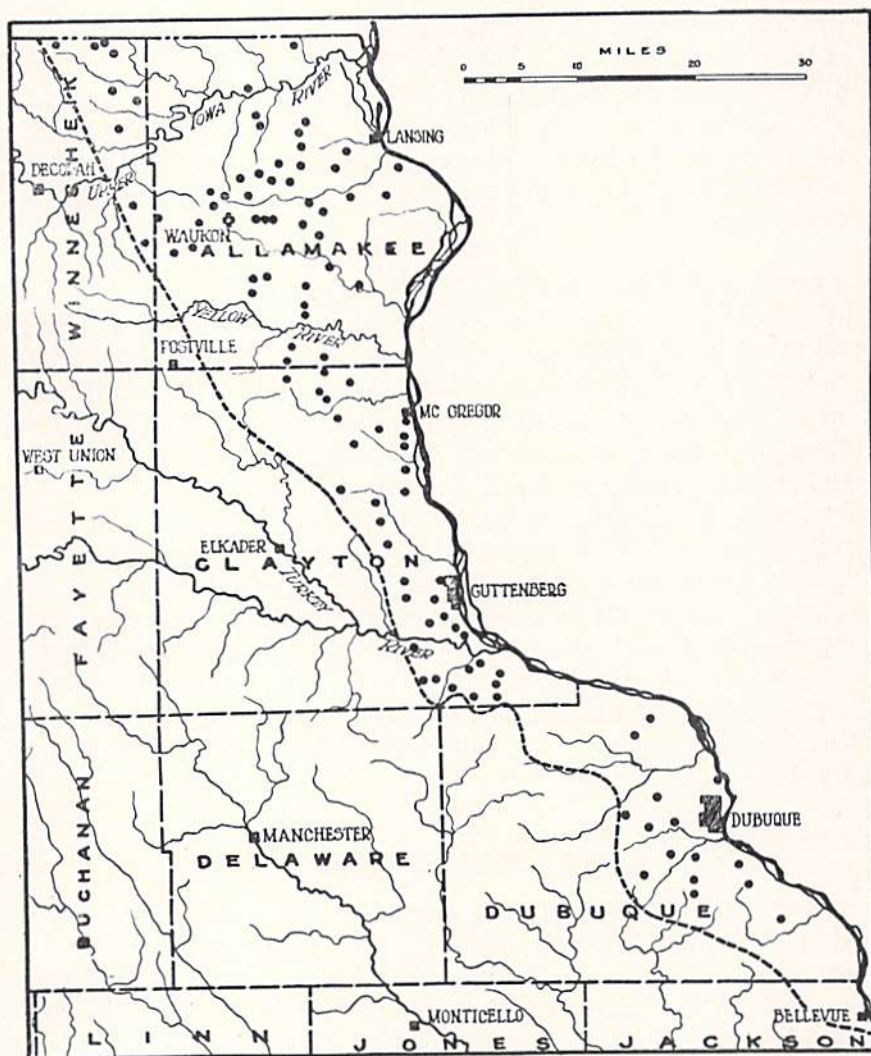 MILES
0 5 10 20 30
IOWA
RIVER
LANSING
DECORAH
UPPER
WINNESHEIK
WAUKON
ALLAMAKEE
YELLOW
RIVER
POSTVILLE
MC GREGOR
WEST UNION
FAYETTE
ELKADER
CLAYTON
TURKEY
GUTTENBERG
RIVER
BUCHANAN
MANCHESTER
DELAWARE
DUBUQUE
DUBUQUE
MONTICELLO
BELLEVUE
LINN
JONES
JACKSON